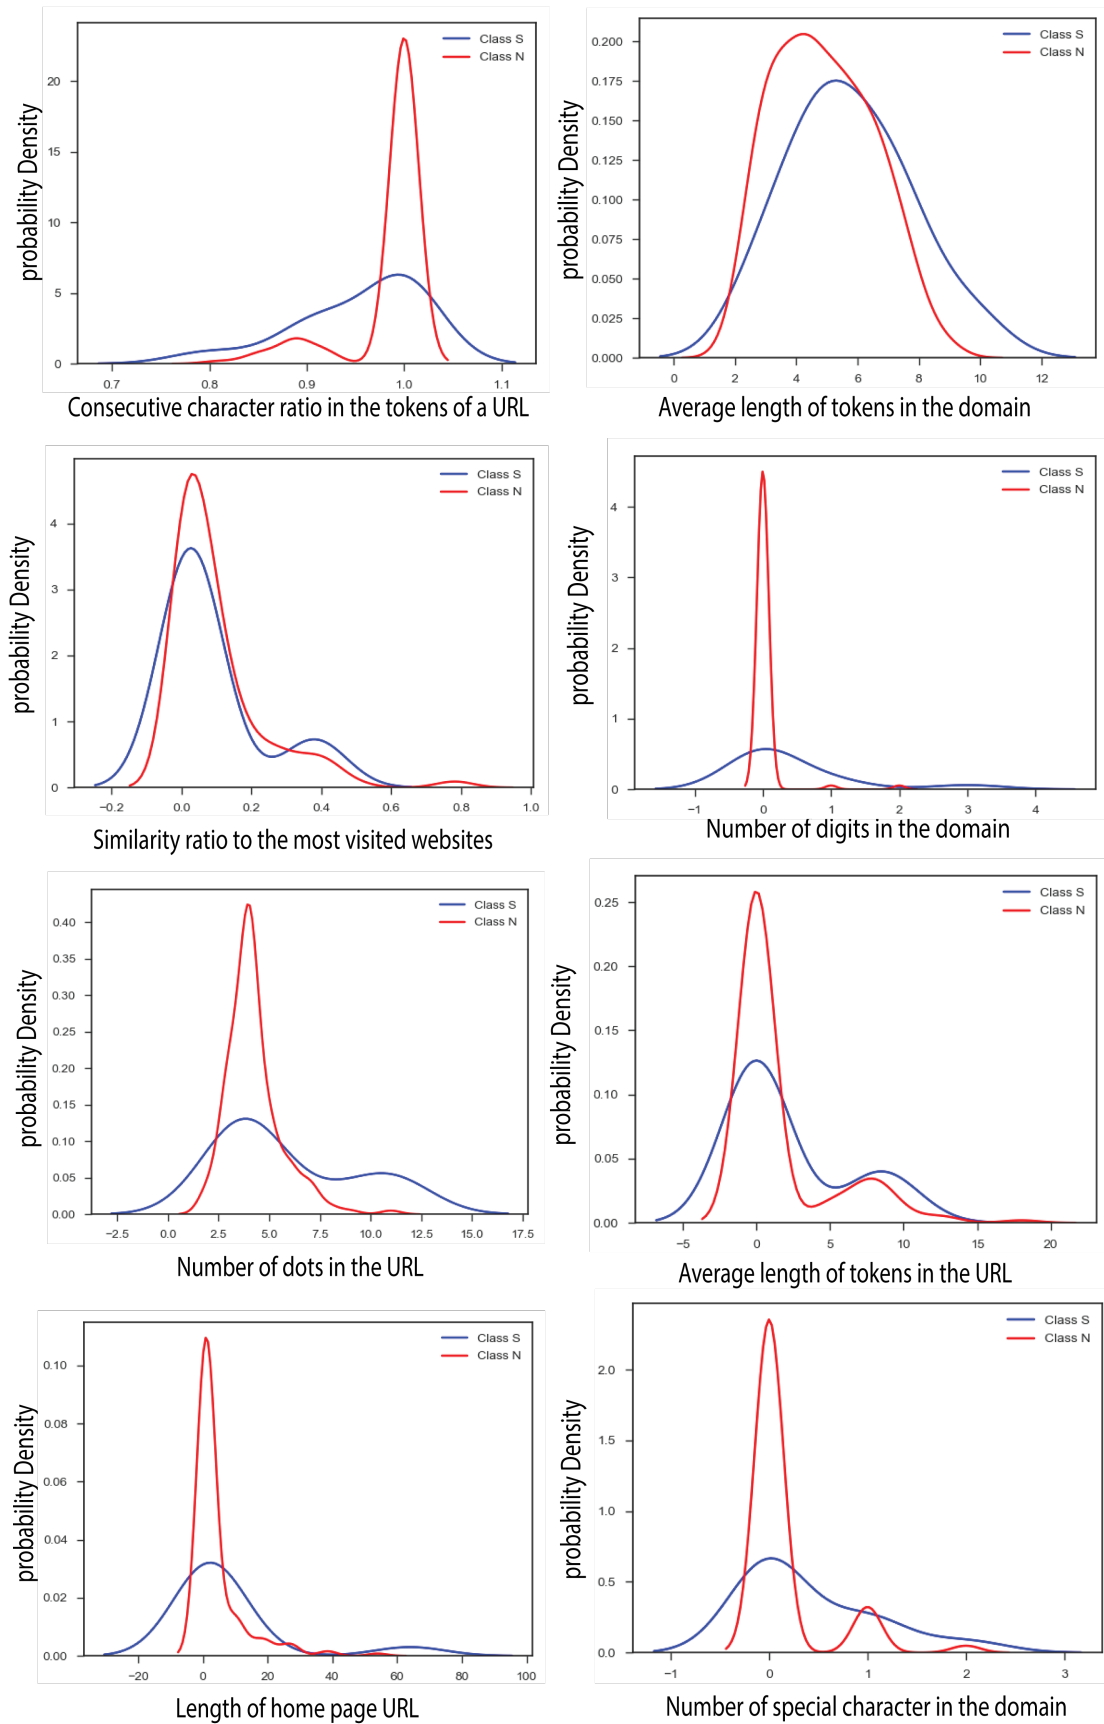 Class S
Class N
20
15
10
5
0
0.7 0.8 0.9 1.0 1.1
probability Density
Consecutive character ratio in the tokens of a URL
Class S
Class N
0.200
0.175
0.150
0.125
0.100
0.075
0.050
0.025
0.000
0 2 4 6 8 10 12
probability Density
Average length of tokens in the domain
Class S
Class N
4
3
2
1
0
−0.2 0.0 0.2 0.4 0.6 0.8 1.0
probability Density
Similarity ratio to the most visited websites
Class S
Class N
4
3
2
1
0
−1 0 1 2 3 4
probability Density
Number of digits in the domain
Class S
Class N
0.40
0.35
0.30
0.25
0.20
0.15
0.10
0.05
0.00
−2.5 0.0 2.5 5.0 7.5 10.0 12.5 15.0 17.5
probability Density
Number of dots in the URL
Class S
Class N
0.25
0.20
0.15
0.10
0.05
0.00
−5 0 5 10 15 20
probability Density
Average length of tokens in the URL
Class S
Class N
0.10
0.08
0.06
0.04
0.02
0.00
−20 0 20 40 60 80 100
probability Density
Length of home page URL
Class S
Class N
2.0
1.5
1.0
0.5
0.0
−1 0 1 2 3
probability Density
Number of special character in the domain